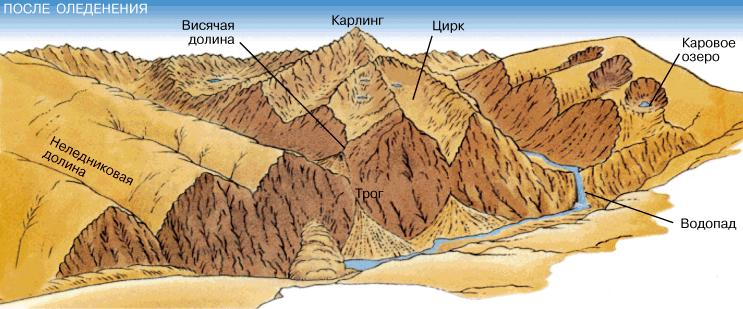 ПОСЛЕ ОЛЕДЕНЕНИЯ
Карлинг
Висячая
долина
Цирк
Каровое
озеро
Неледниковая
долина
Трог
Водопад